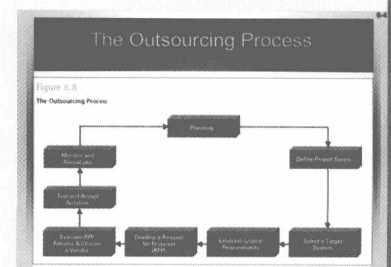 The Outsourcing Process
Figure 6.8
The Outsourcing Process
Planning
Define Project Scope
Select a Target
System
Establish Logical
Requirements
Develop a Request
for Proposal
(RFP)
Evaluate RFP
Returns & Choose
a Vendor
Test and Accept
Solution
Monitor and